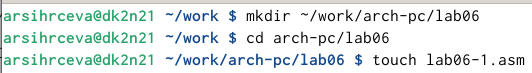 arsihrceva@dk2n21 ~/work $ mkdir ~/work/arch-pc/lab06
arsihrceva@dk2n21 ~/work $ cd arch-pc/lab06
arsihrceva@dk2n21 ~/work/arch-pc/lab06 $ touch lab06-1.asm